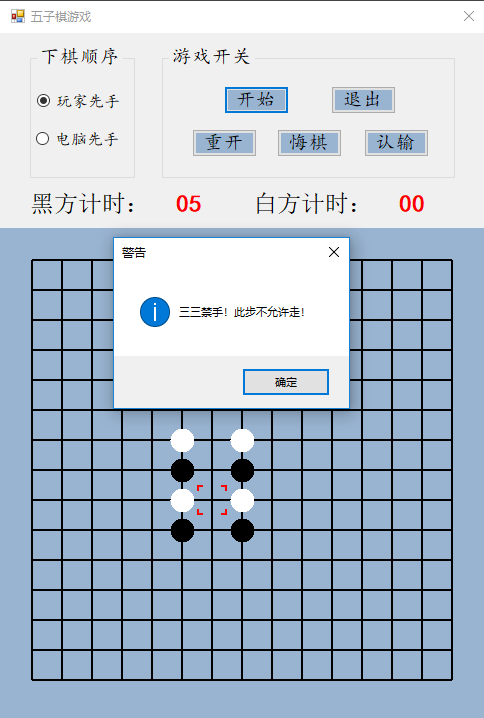 五子棋游戏
下棋顺序
玩家先手
电脑先手
游戏开关
开始
退出
重开
悔棋
认输
黑方计时： 05 白方计时： 00
警告
三三禁手！此步不允许走！
确定